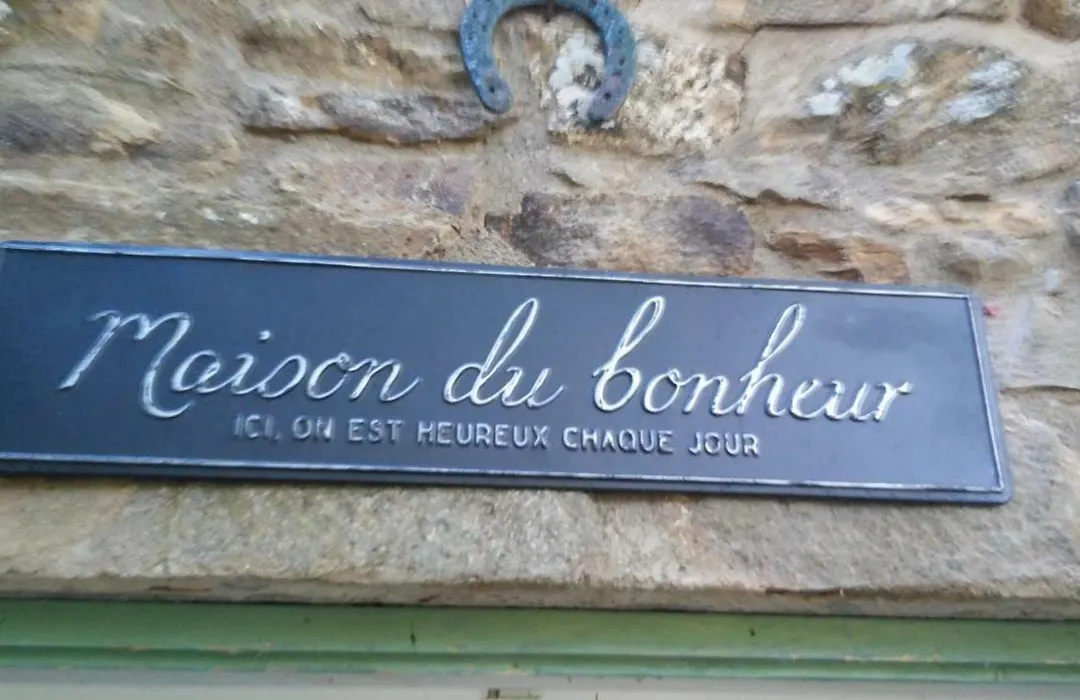 Maison du bonheur
ICI, ON EST HEUREUX CHAQUE JOUR